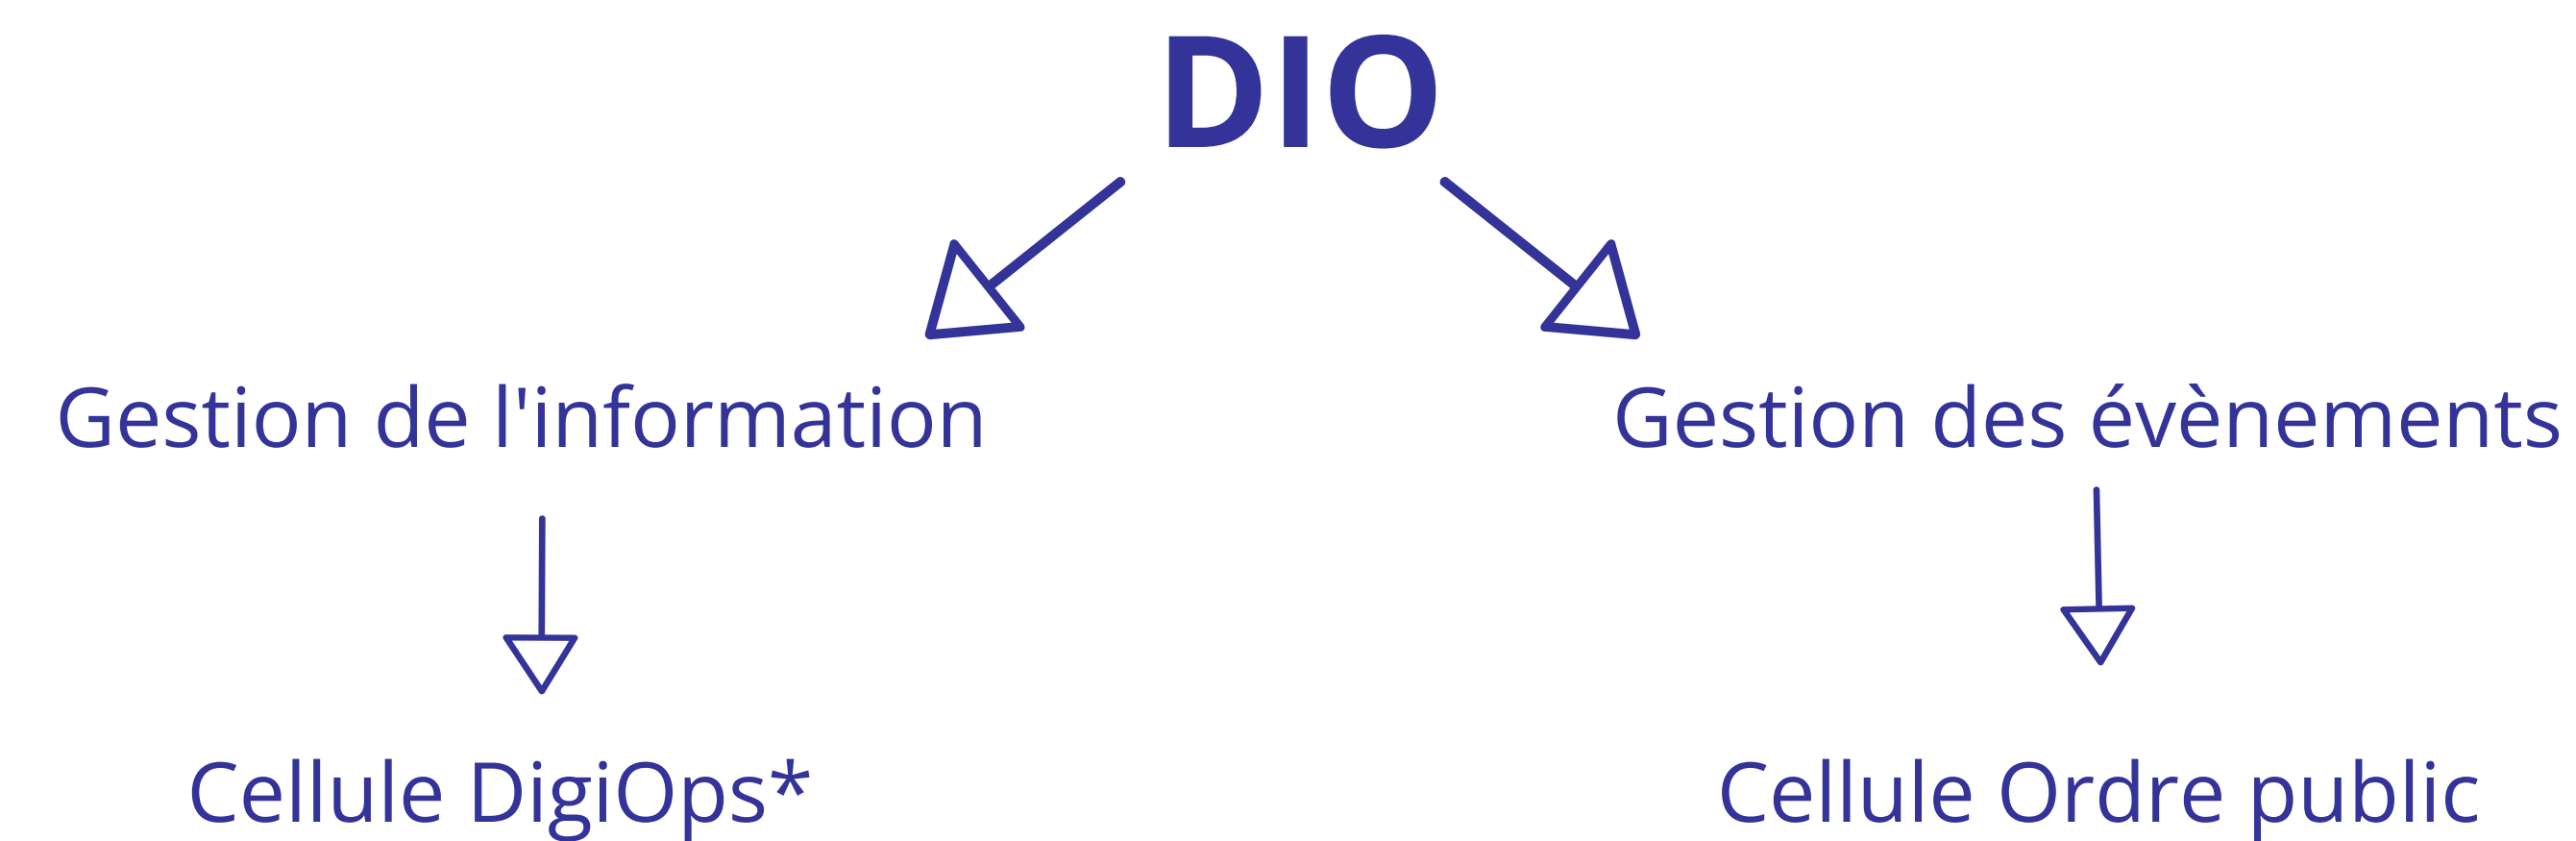 DIO
Gestion de l'information
Gestion des évènements
Cellule DigiOps*
Cellule Ordre public